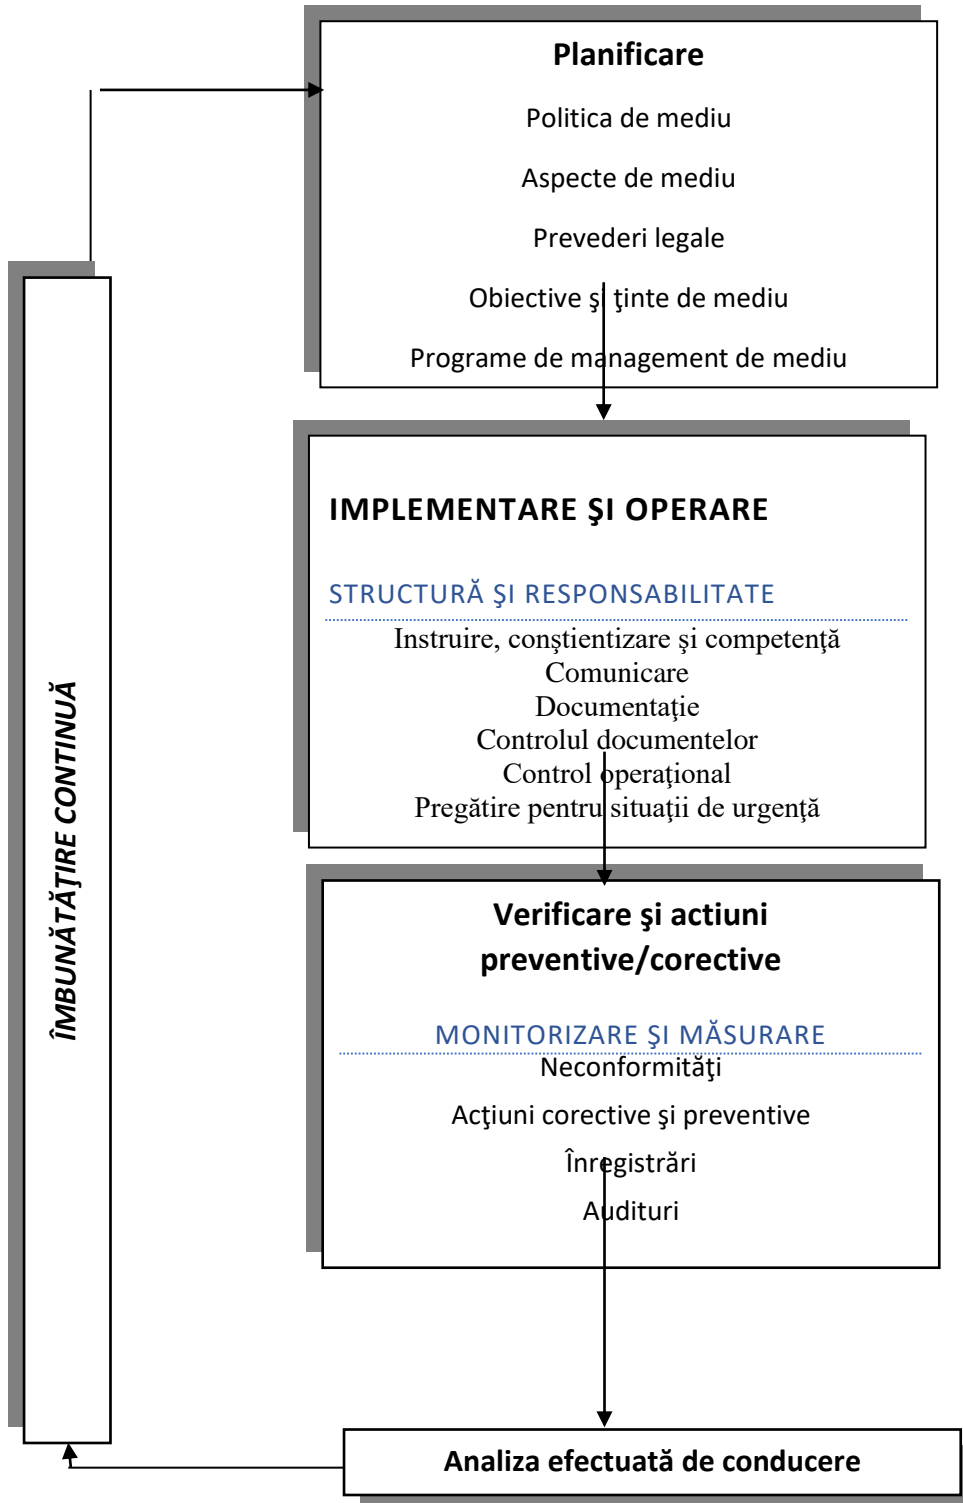 Planificare
Politica de mediu
Aspecte de mediu
Prevederi legale
Obiective şi ţinte de mediu
Programe de management de mediu
IMPLEMENTARE ŞI OPERARE
STRUCTURĂ ŞI RESPONSABILITATE
Instruire, conştientizare şi competenţă
Comunicare
Documentaţie
Controlul documentelor
Control operaţional
Pregătire pentru situaţii de urgenţă
Verificare şi actiuni
preventive/corective
MONITORIZARE ŞI MĂSURARE
Neconformităţi
Acţiuni corective şi preventive
Înregistrări
Audituri
Analiza efectuată de conducere
ÎMBUNĂTĂŢIRE CONTINUĂ